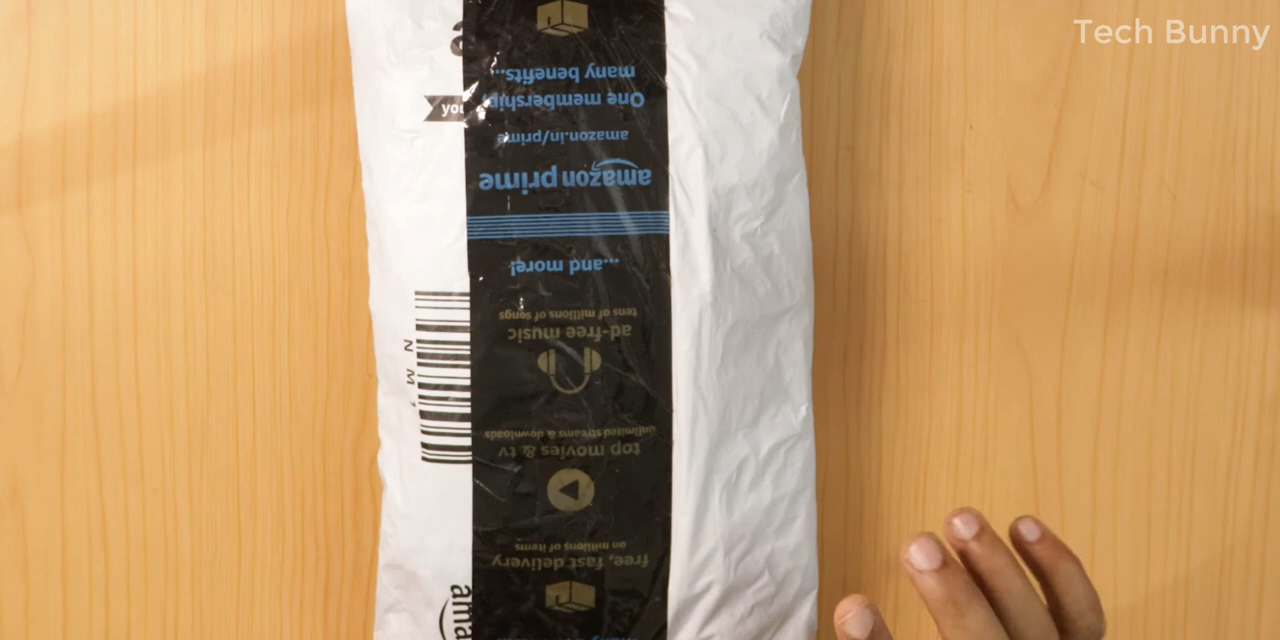 Tech Bunny
free, fast delivery
on millions of items
top movies & tv
unlimited streams & downloads
ad-free music
tens of millions of songs
...and more!
amazon prime
amazon.in/prime
One membership,
many benefits...
you
N M
ama